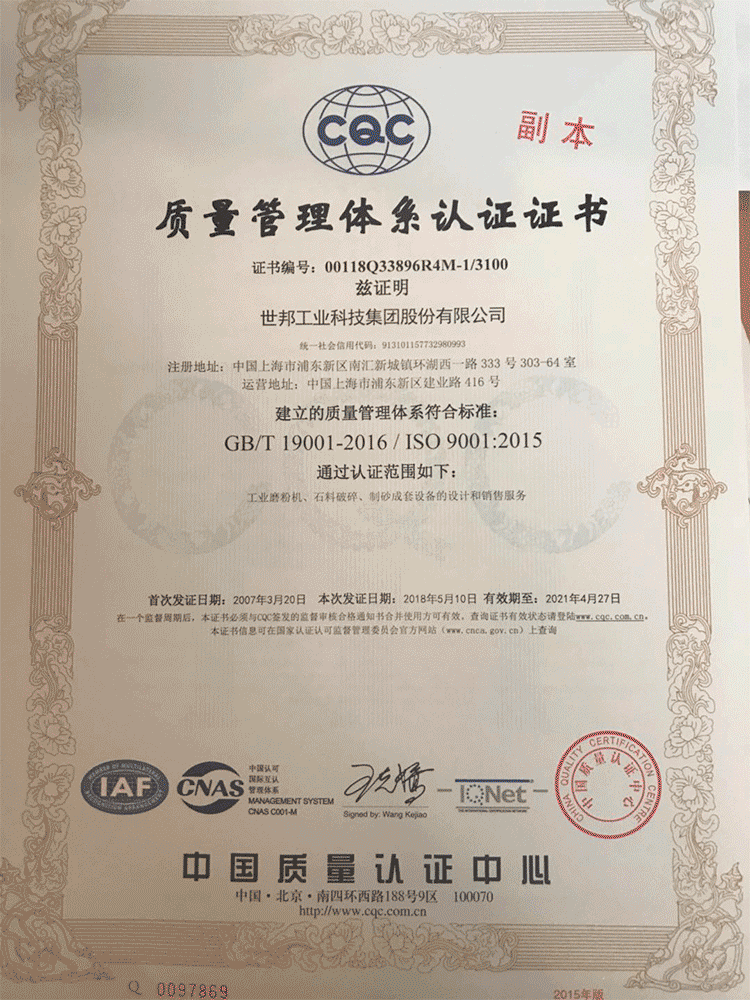 CQC
副本
质量管理体系认证证书
证书编号：00118Q33896R4M-1/3100
兹证明
世邦工业科技集团股份有限公司
统一社会信用代码：913101157732980993
注册地址：中国上海市浦东新区南汇新城镇环湖西一路 333 号 303-64 室
运营地址：中国上海市浦东新区建业路 416 号
建立的质量管理体系符合标准：
GB/T 19001-2016 / ISO 9001:2015
通过认证范围如下：
工业磨粉机、石料破碎、制砂成套设备的设计和销售服务
首次发证日期：2007年3月20日 本次发证日期：2018年5月10日 有效期至：2021年4月27日
在一个监督周期后，本证书必须与CQC签发的监督审核合格通知书合并使用方可有效。查询证书有效状态请登陆www.cqc.com.cn。
本证书信息可在国家认证认可监督管理委员会官方网站（www.cnca.gov.cn）上查询
MEMBER OF MULTILATERAL
IAF
RECOGNITION ARRANGEMENT
CNAS
中国认可
国际互认
管理体系
MANAGEMENT SYSTEM
CNAS C001-M
Signed by: Wang Kejiao
IQNet
THE INTERNATIONAL CERTIFICATION NETWORK
CHINA QUALITY CERTIFICATION CENTRE
中国质量认证中心
中国质量认证中心
中国·北京·南四环西路188号9区 100070
http://www.cqc.com.cn
Q 0097869
2015年版